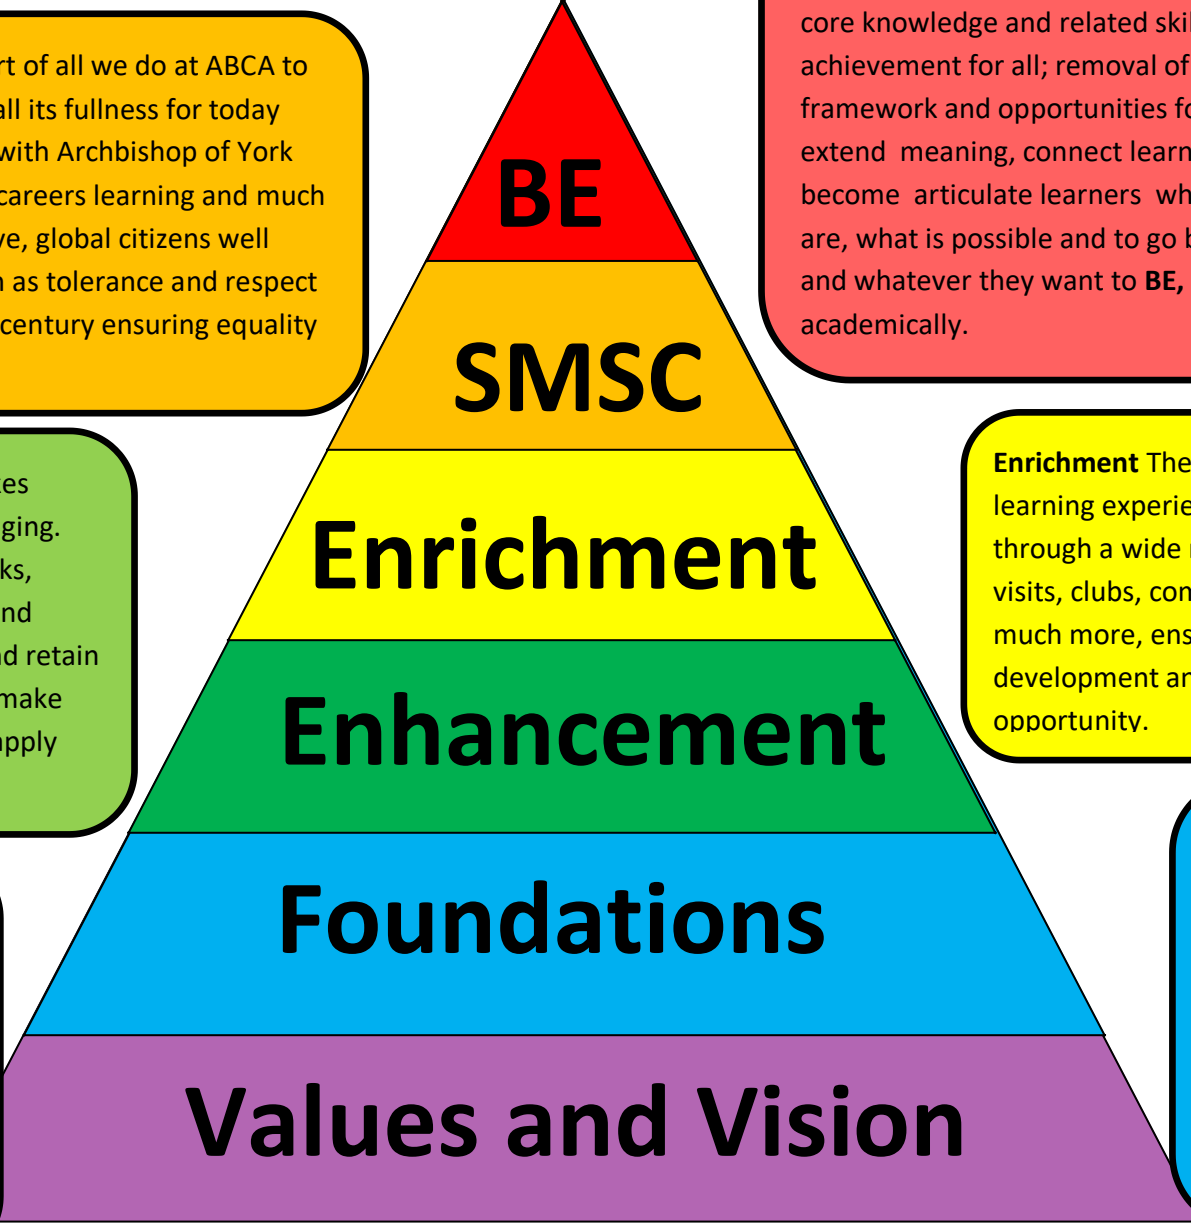 rt of all we do at ABCA to
all its fullness for today
with Archbishop of York
careers learning and much
ve, global citizens well
n as tolerance and respect
century ensuring equality
core knowledge and related skil
achievement for all; removal of
framework and opportunities fo
extend meaning, connect learn
become articulate learners wh
are, what is possible and to go b
and whatever they want to BE,
academically.
kes
ging.
ks,
nd
nd retain
make
apply
Enrichment The
learning experie
through a wide
visits, clubs, com
much more, ens
development an
opportunity.
BE
SMSC
Enrichment
Enhancement
Foundations
Values and Vision